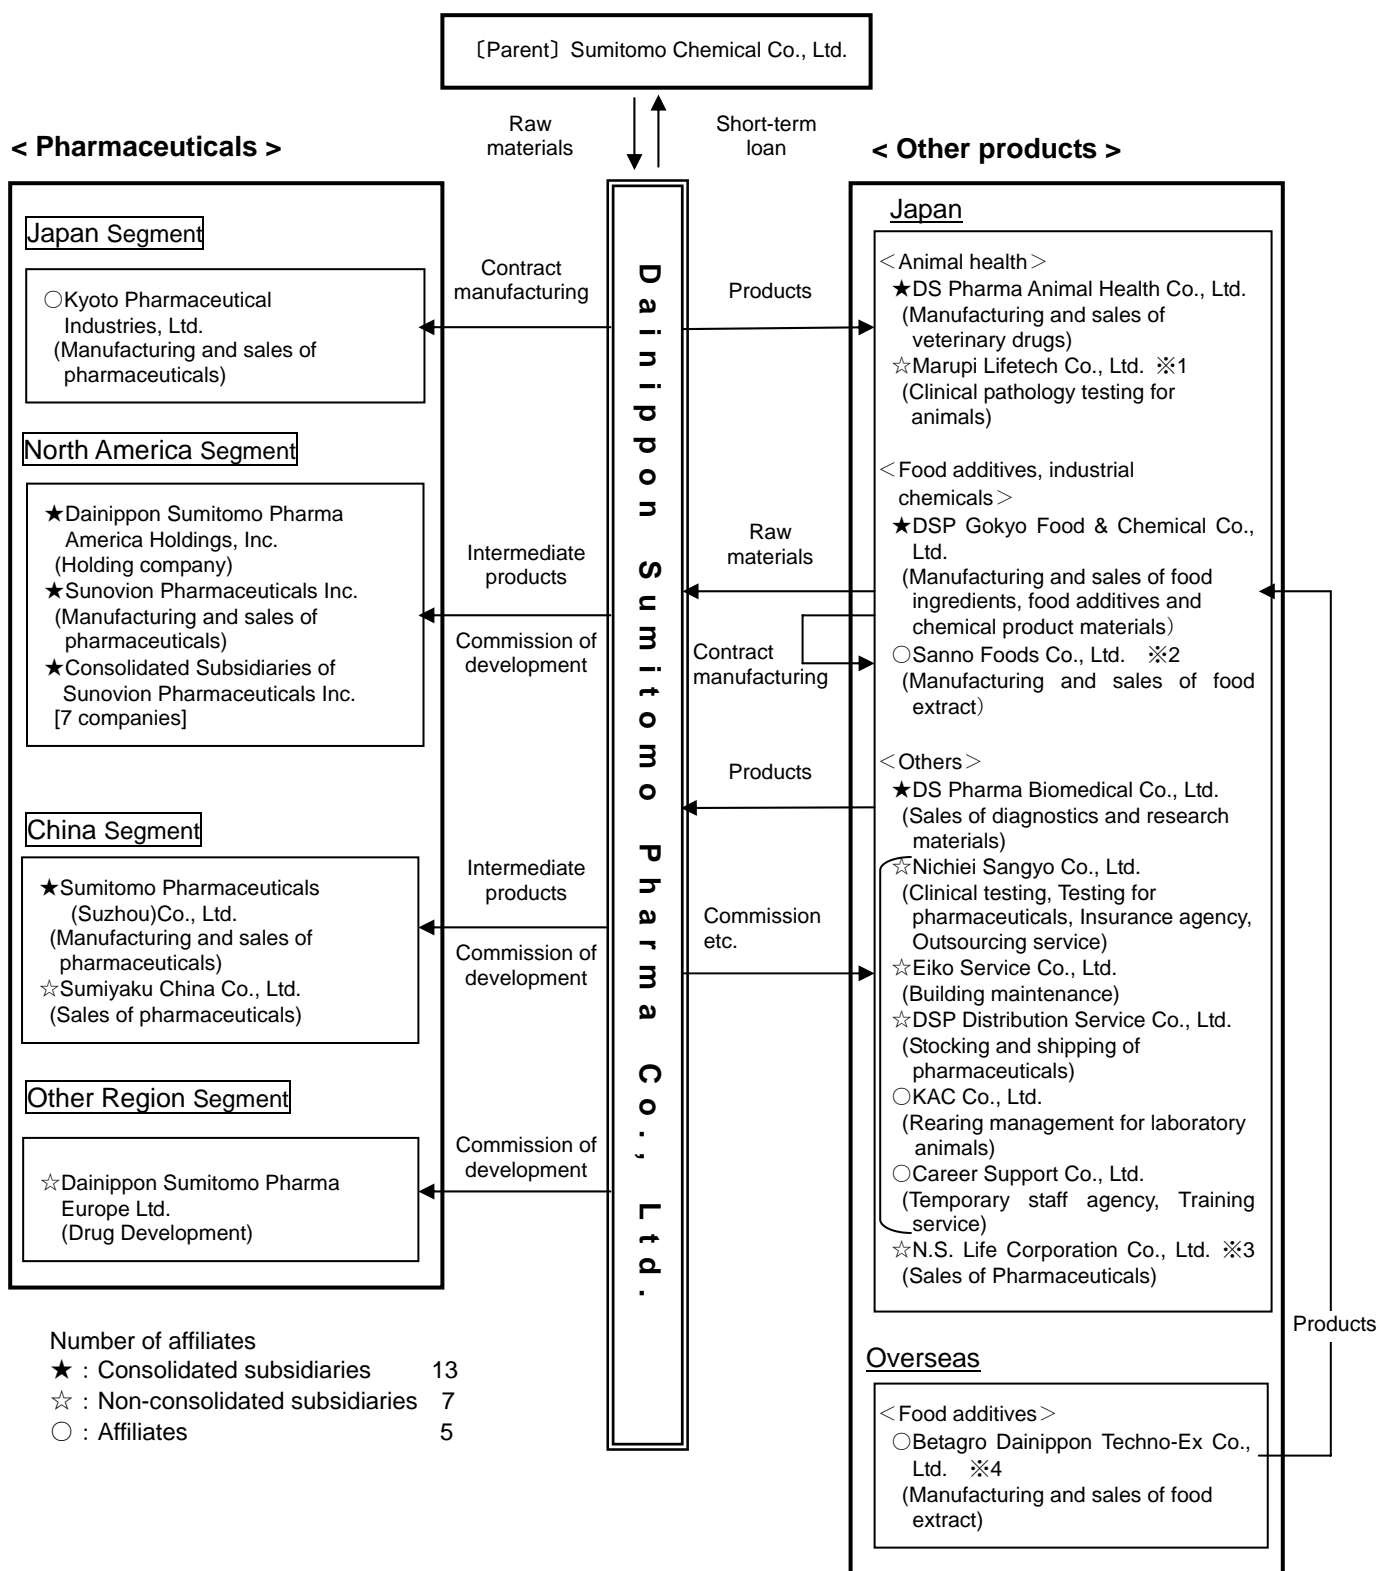 〔Parent〕 Sumitomo Chemical Co., Ltd.
Raw
materials
Short-term
loan
< Pharmaceuticals >
< Other products >
Japan Segment
○Kyoto Pharmaceutical
Industries, Ltd.
(Manufacturing and sales of
pharmaceuticals)
Contract
manufacturing
North America Segment
★Dainippon Sumitomo Pharma
America Holdings, Inc.
(Holding company)
★Sunovion Pharmaceuticals Inc.
(Manufacturing and sales of
pharmaceuticals)
★Consolidated Subsidiaries of
Sunovion Pharmaceuticals Inc.
[7 companies]
Intermediate
products
Commission of
development
China Segment
★Sumitomo Pharmaceuticals
(Suzhou)Co., Ltd.
(Manufacturing and sales of
pharmaceuticals)
☆Sumiyaku China Co., Ltd.
(Sales of pharmaceuticals)
Intermediate
products
Commission of
development
Other Region Segment
☆Dainippon Sumitomo Pharma
Europe Ltd.
(Drug Development)
Commission of
development
Dainippon Sumitomo Pharma Co., Ltd.
Products
Raw
materials
Contract
manufacturing
Products
Commission
etc.
Japan
＜Animal health＞
★DS Pharma Animal Health Co., Ltd.
(Manufacturing and sales of
veterinary drugs)
☆Marupi Lifetech Co., Ltd. ※1
(Clinical pathology testing for
animals)
＜Food additives, industrial
chemicals＞
★DSP Gokyo Food & Chemical Co.,
Ltd.
(Manufacturing and sales of food
ingredients, food additives and
chemical product materials）
○Sanno Foods Co., Ltd. ※2
(Manufacturing and sales of food
extract）
＜Others＞
★DS Pharma Biomedical Co., Ltd.
(Sales of diagnostics and research
materials)
☆Nichiei Sangyo Co., Ltd.
(Clinical testing, Testing for
pharmaceuticals, Insurance agency,
Outsourcing service)
☆Eiko Service Co., Ltd.
(Building maintenance)
☆DSP Distribution Service Co., Ltd.
(Stocking and shipping of
pharmaceuticals)
○KAC Co., Ltd.
(Rearing management for laboratory
animals)
○Career Support Co., Ltd.
(Temporary staff agency, Training
service)
☆N.S. Life Corporation Co., Ltd. ※3
(Sales of Pharmaceuticals)
Products
Overseas
＜Food additives＞
○Betagro Dainippon Techno-Ex Co.,
Ltd. ※4
(Manufacturing and sales of food
extract)
Number of affiliates
★ : Consolidated subsidiaries 13
☆ : Non-consolidated subsidiaries 7
○ : Affiliates 5